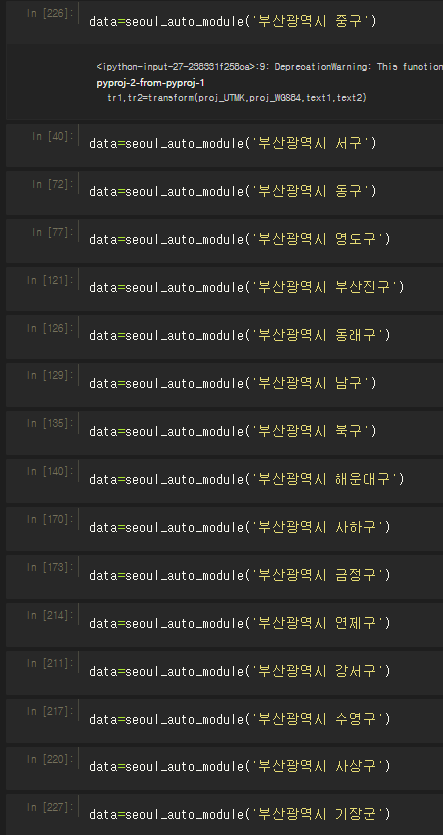 In [226]: data=seoul_auto_module('부산광역시 중구')
<ipython-input-27-288331f258oa>:9: DeprecationWarning: This function
pyproj-2-from-pyproj-1
tr1,tr2=transform(proj_UTMK,proj_WGS84,text1,text2)
In [40]: data=seoul_auto_module('부산광역시 서구')
In [72]: data=seoul_auto_module('부산광역시 동구')
In [77]: data=seoul_auto_module('부산광역시 영도구')
In [121]: data=seoul_auto_module('부산광역시 부산진구')
In [126]: data=seoul_auto_module('부산광역시 동래구')
In [129]: data=seoul_auto_module('부산광역시 남구')
In [135]: data=seoul_auto_module('부산광역시 북구')
In [140]: data=seoul_auto_module('부산광역시 해운대구')
In [170]: data=seoul_auto_module('부산광역시 사하구')
In [173]: data=seoul_auto_module('부산광역시 금정구')
In [214]: data=seoul_auto_module('부산광역시 연제구')
In [211]: data=seoul_auto_module('부산광역시 강서구')
In [217]: data=seoul_auto_module('부산광역시 수영구')
In [220]: data=seoul_auto_module('부산광역시 사상구')
In [227]: data=seoul_auto_module('부산광역시 기장군')